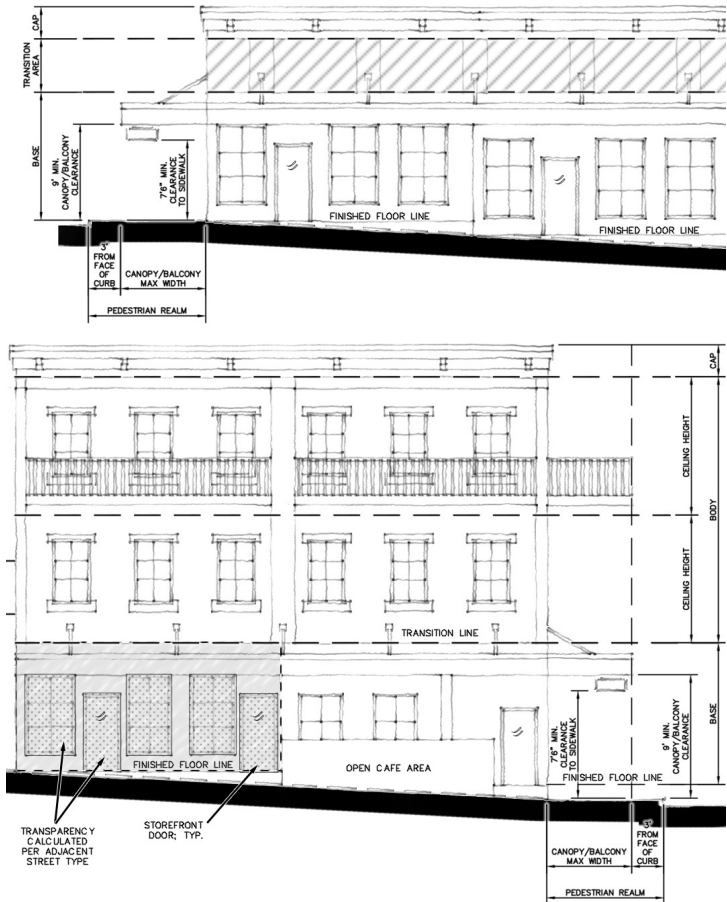 CAP
TRANSITION
AREA
BASE
9' MIN.
CANOPY/BALCONY
CLEARANCE
7'6" MIN.
CLEARANCE
TO SIDEWALK
FINISHED FLOOR LINE
FINISHED FLOOR LINE
3'
FROM
FACE
OF
CURB
CANOPY/BALCONY
MAX WIDTH
PEDESTRIAN REALM
CAP
CEILING HEIGHT
BODY
CEILING HEIGHT
TRANSITION LINE
BASE
7'6" MIN.
CLEARANCE
TO SIDEWALK
9' MIN.
CANOPY/BALCONY
CLEARANCE
FINISHED FLOOR LINE
OPEN CAFE AREA
FINISHED FLOOR LINE
TRANSPARENCY
CALCULATED
PER ADJACENT
STREET TYPE
STOREFRONT
DOOR; TYP.
CANOPY/BALCONY
MAX WIDTH
3'
FROM
FACE
OF
CURB
PEDESTRIAN REALM